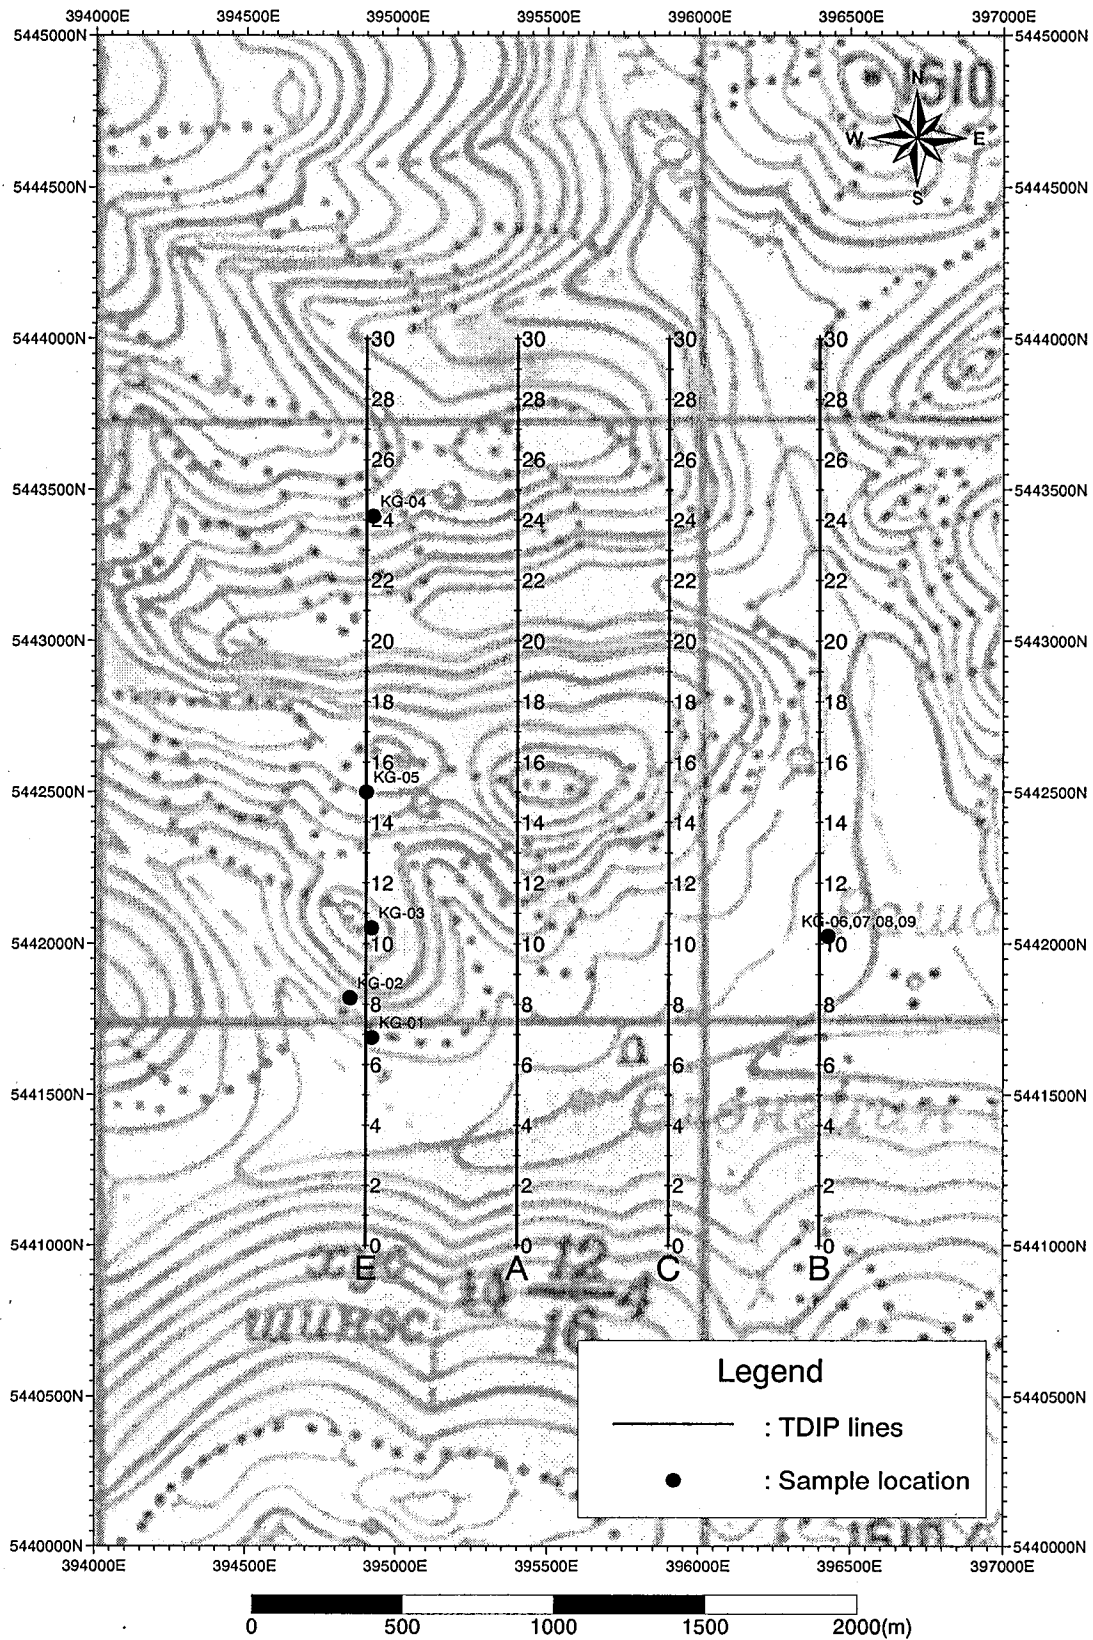 394000E 394500E 395000E 395500E 396000E 396500E 397000E
5445000N 5445000N
1510
N
W E
S
5444500N 5444500N
5444000N 30 30 30 30 5444000N
28 28 28 28
26 26 26 26
5443500N 5443500N
KG-04
24 24 24 24
22 22 22 22
5443000N 20 20 20 20 5443000N
18 18 18 18
16 16 16 16
KG-05
5442500N 5442500N
14 14 14 14
12 12 12 12
KG-03 KG-06,07,08,09
5442000N 10 10 10 10 5442000N
KG-02
8 8 8 8
KG-01
6 6 6 6
5441500N 5441500N
4 4 4 4
2 2 2 2
5441000N 0 0 0 0 5441000N
E A C B
12
16
Legend
5440500N 5440500N
: TDIP lines
: Sample location
5440000N 5440000N
394000E 394500E 395000E 395500E 396000E 396500E 397000E
0 500 1000 1500 2000(m)